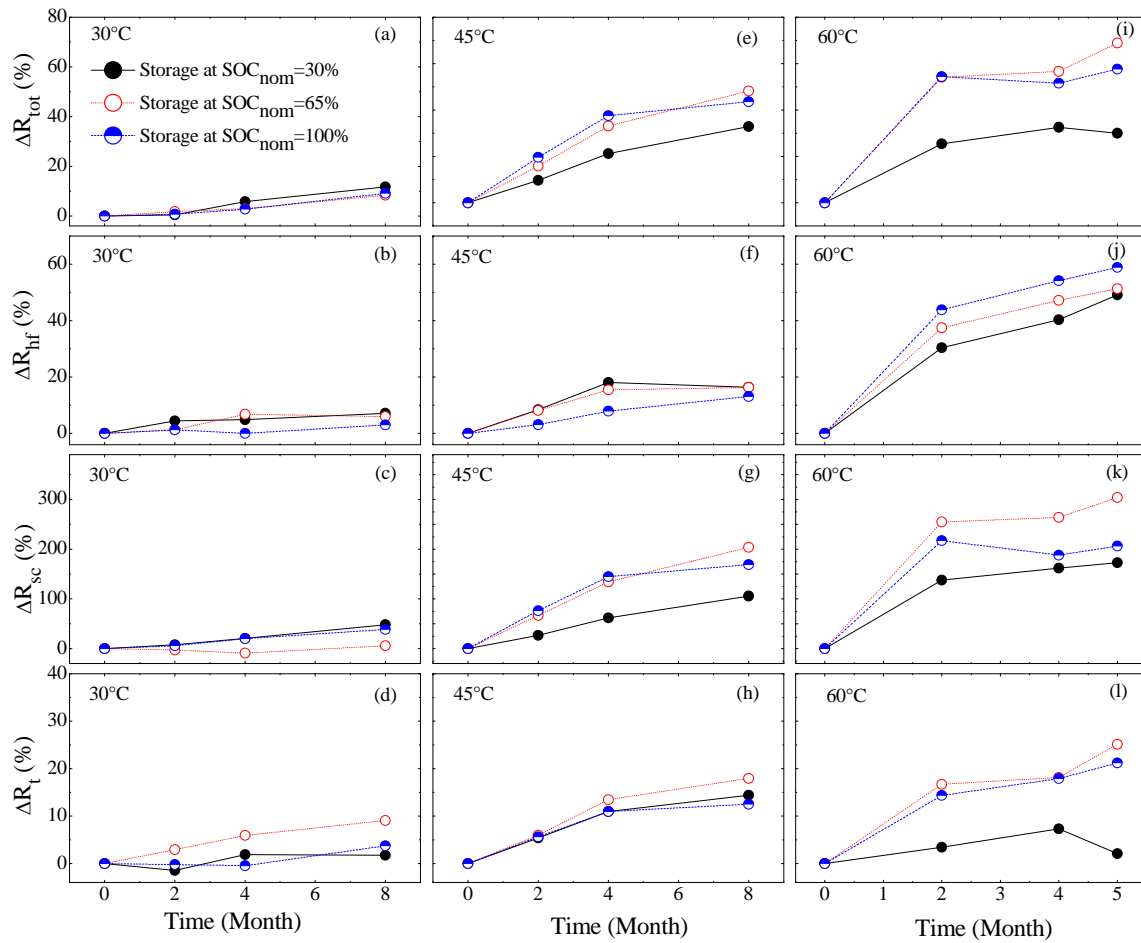 30°C
(a)
45°C
(e)
60°C
(i)
Storage at SOCnom=30%
Storage at SOCnom=65%
Storage at SOCnom=100%
ΔRtot (%)
80
60
40
20
0
30°C
(b)
45°C
(f)
60°C
(j)
ΔRhf (%)
60
40
20
0
30°C
(c)
45°C
(g)
60°C
(k)
ΔRsc (%)
300
200
100
0
30°C
(d)
45°C
(h)
60°C
(l)
ΔRt (%)
40
30
20
10
0
0 2 4 6 8
0 2 4 6 8
0 1 2 3 4 5
Time (Month)
Time (Month)
Time (Month)